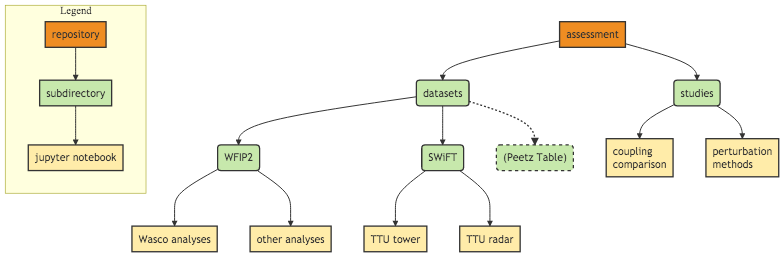 Legend
repository
subdirectory
jupyter notebook
assessment
datasets
studies
WFIP2
SWiFT
(Peetz Table)
coupling
comparison
perturbation
methods
Wasco analyses
other analyses
TTU tower
TTU radar